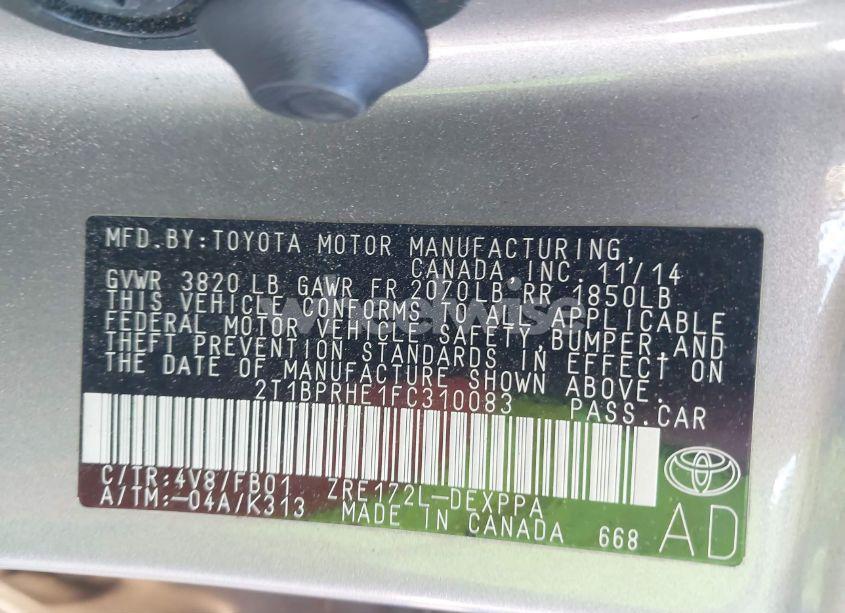 MFD.BY:TOYOTA MOTOR MANUFACTURING,
CANADA, INC. 11/14
GVWR 3820 LB GAWR FR 2070LB RR 1850LB
THIS VEHICLE CONFORMS TO ALL APPLICABLE
FEDERAL MOTOR VEHICLE SAFETY, BUMPER, AND
THEFT PREVENTION STANDARDS IN EFFECT ON
THE DATE OF MANUFACTURE SHOWN ABOVE.
2T1BPRHE1FC310083 PASS.CAR
C/TR:4V8/FB01 ZRE172L-DEXPPA
A/TM:-04A/K313 MADE IN CANADA 668 AD
wheelwise